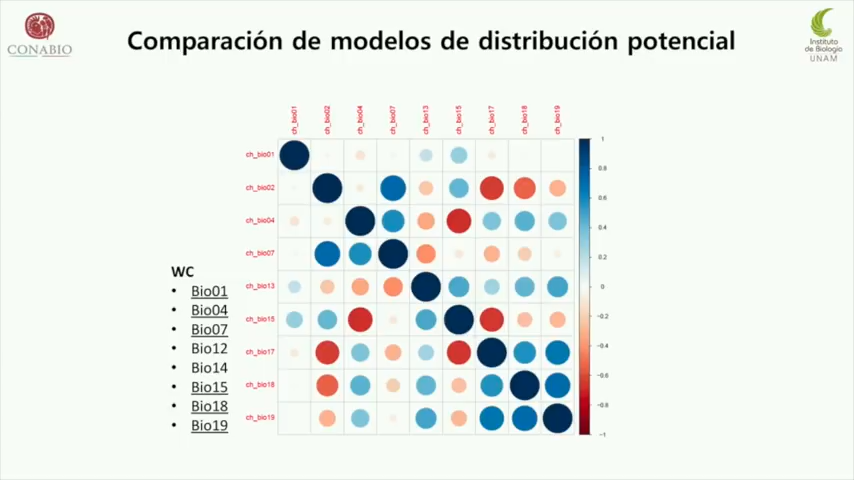 CONABIO
Comparación de modelos de distribución potencial
Instituto
de Biología
UNAM
ch_bio01
ch_bio02
ch_bio04
ch_bio07
ch_bio13
ch_bio15
ch_bio17
ch_bio18
ch_bio19
ch_bio01
ch_bio02
ch_bio04
ch_bio07
ch_bio13
ch_bio15
ch_bio17
ch_bio18
ch_bio19
1
0.8
0.6
0.4
0.2
0
-0.2
-0.4
-0.6
-0.8
-1
WC
• Bio01
• Bio04
• Bio07
• Bio12
• Bio14
• Bio15
• Bio18
• Bio19